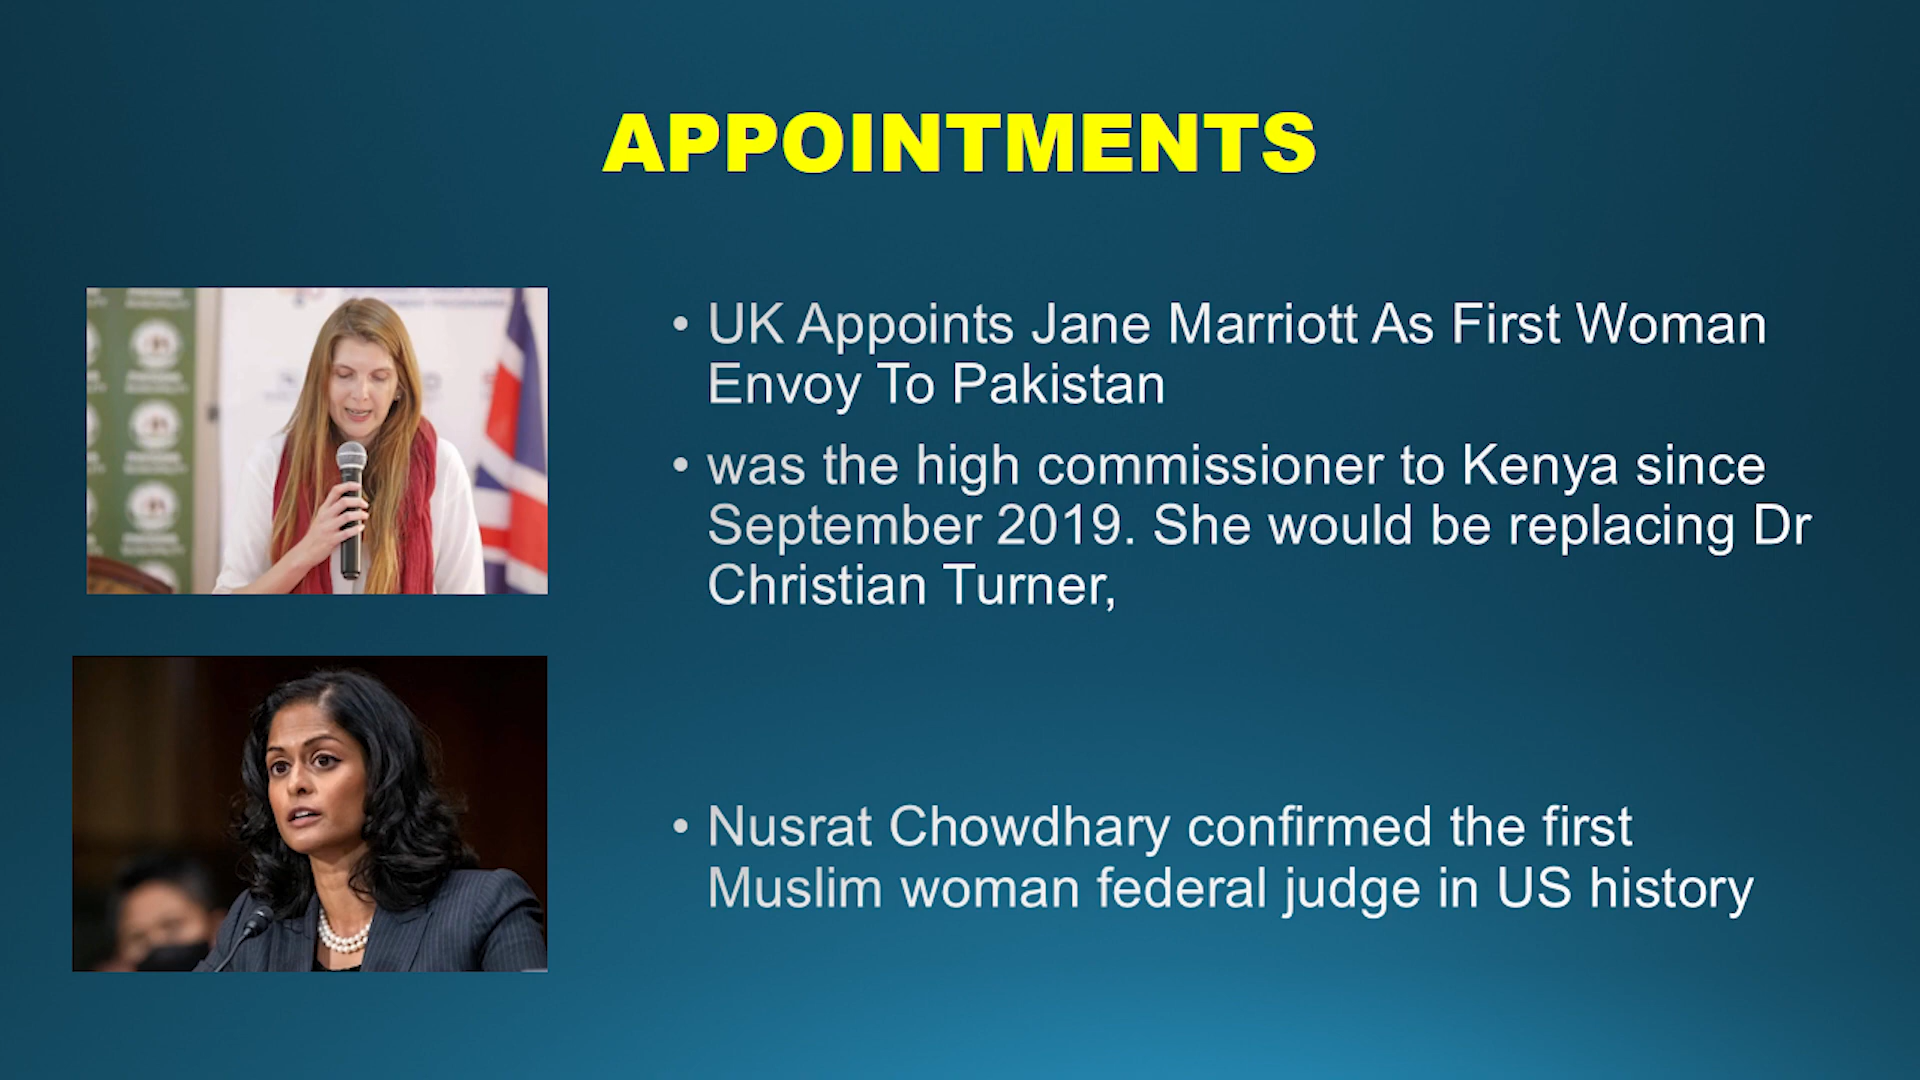 APPOINTMENTS
• UK Appoints Jane Marriott As First Woman
Envoy To Pakistan
• was the high commissioner to Kenya since
September 2019. She would be replacing Dr
Christian Turner,
• Nusrat Chowdhary confirmed the first
Muslim woman federal judge in US history